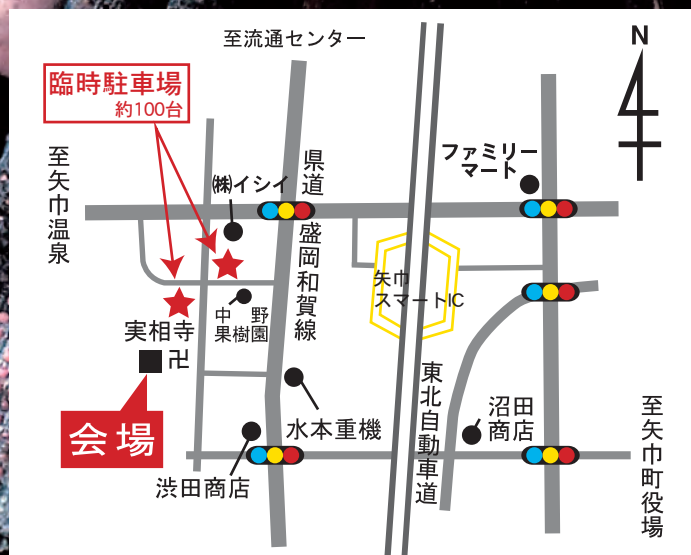 至流通センター
N
臨時駐車場
約100台
至矢巾温泉
㈱イシイ
県道
盛岡和賀線
ファミリー
マート
矢巾
スマートIC
中野
果樹園
実相寺
卍
会場
水本重機
渋田商店
東北自動車道
沼田
商店
至矢巾町役場